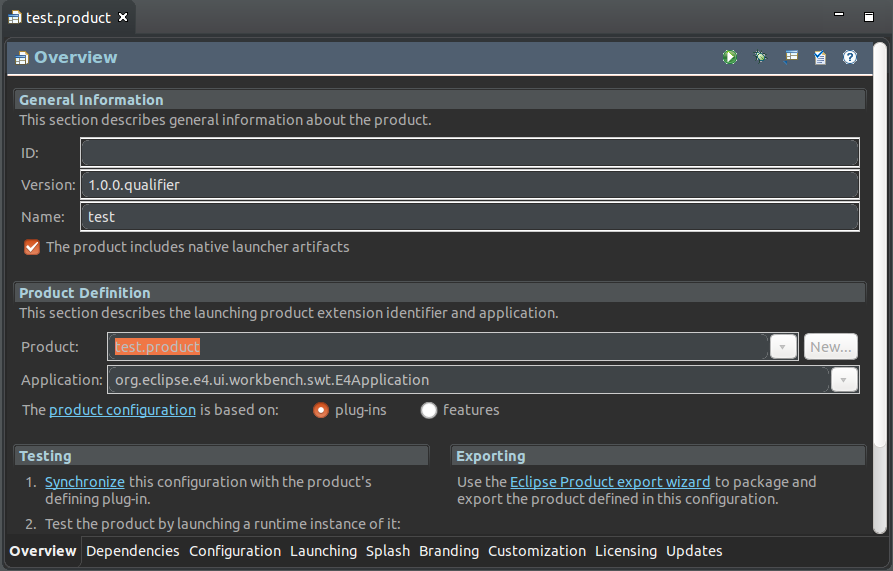 test.product
Overview
General Information
This section describes general information about the product.
ID:
Version: 1.0.0.qualifier
Name: test
The product includes native launcher artifacts
Product Definition
This section describes the launching product extension identifier and application.
Product: test.product New...
Application: org.eclipse.e4.ui.workbench.swt.E4Application
The product configuration is based on: plug-ins features
Testing
1. Synchronize this configuration with the product's
defining plug-in.
2. Test the product by launching a runtime instance of it:
Exporting
Use the Eclipse Product export wizard to package and
export the product defined in this configuration.
Overview Dependencies Configuration Launching Splash Branding Customization Licensing Updates